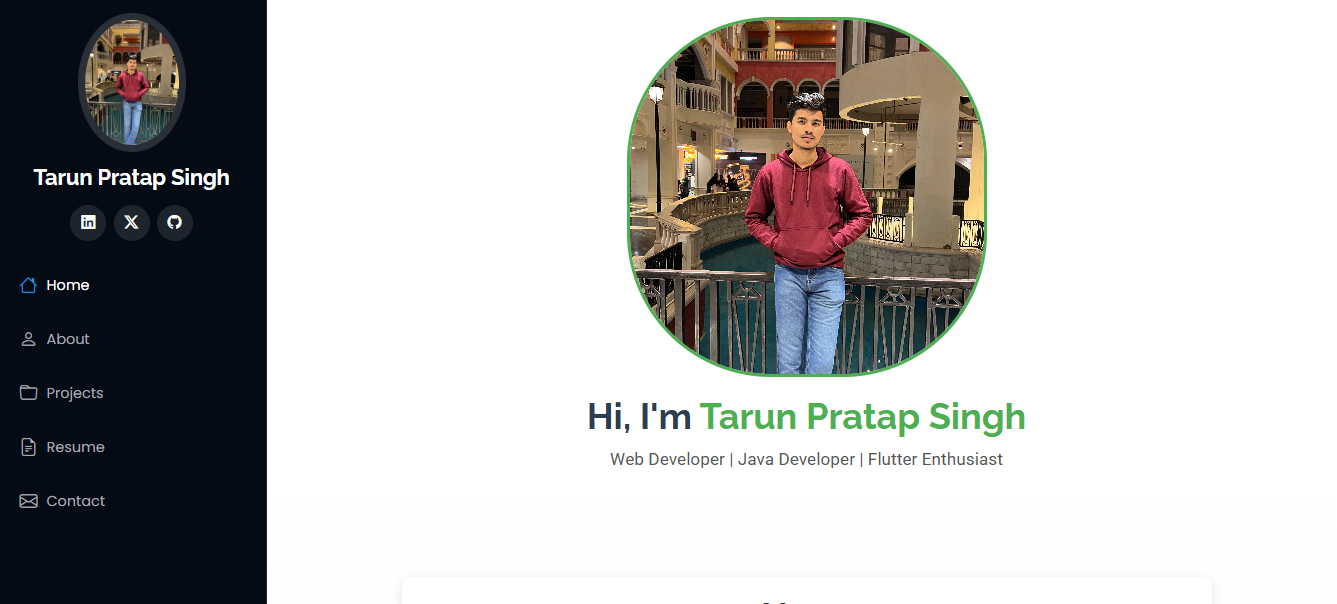 Tarun Pratap Singh
Home
About
Projects
Resume
Contact
Hi, I'm Tarun Pratap Singh
Web Developer | Java Developer | Flutter Enthusiast